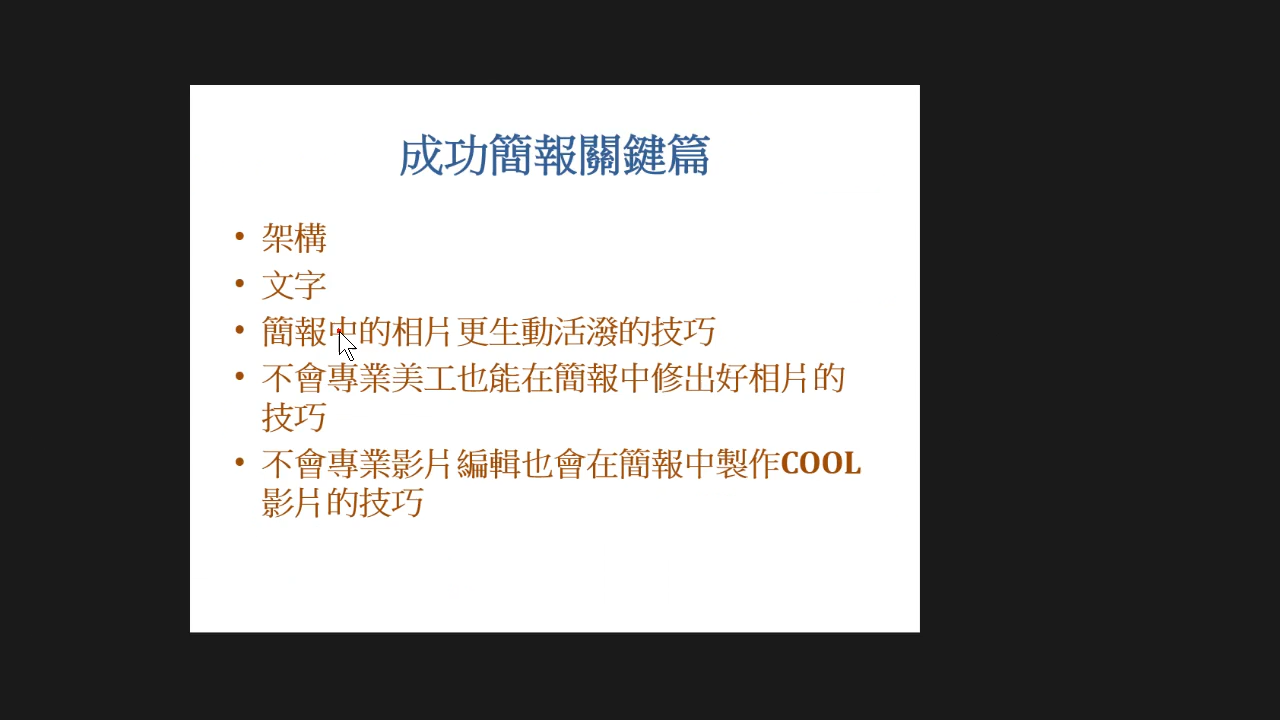 成功簡報關鍵篇
• 架構
• 文字
• 簡報中的相片更生動活潑的技巧
• 不會專業美工也能在簡報中修出好相片的
技巧
• 不會專業影片編輯也會在簡報中製作COOL
影片的技巧